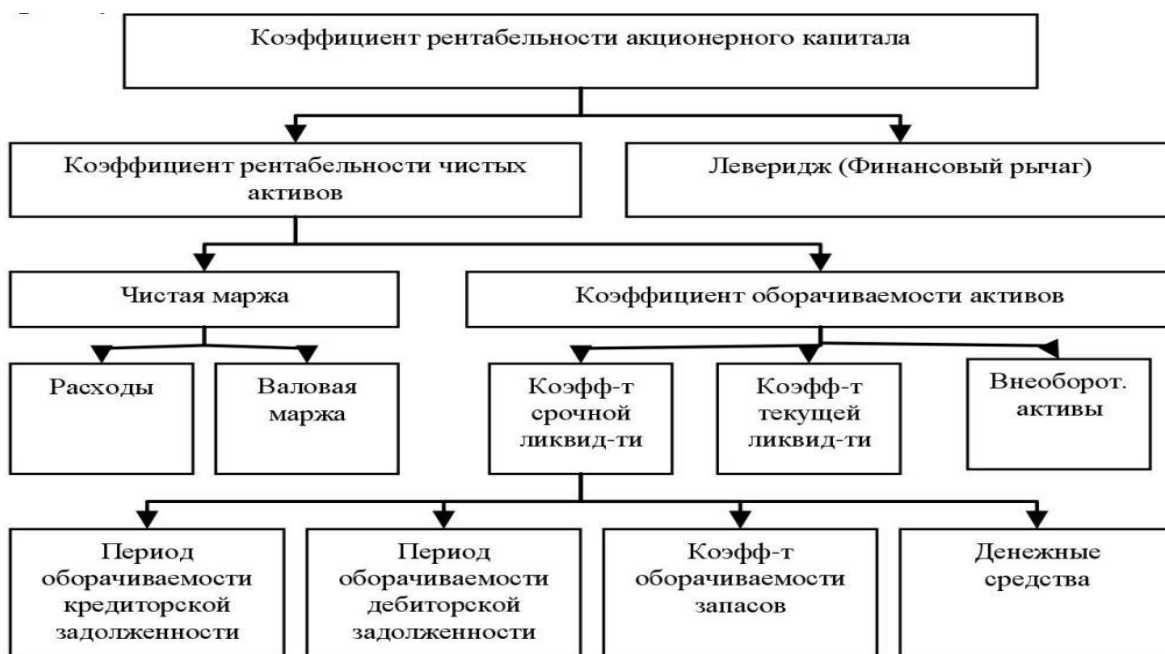 Коэффициент рентабельности акционерного капитала
Коэффициент рентабельности чистых
активов
Леверидж (Финансовый рычаг)
Чистая маржа
Коэффициент оборачиваемости активов
Расходы
Валовая
маржа
Коэфф-т
срочной
ликвид-ти
Коэфф-т
текущей
ликвид-ти
Внеоборот.
активы
Период
оборачиваемости
кредиторской
задолженности
Период
оборачиваемости
дебиторской
задолженности
Коэфф-т
оборачиваемости
запасов
Денежные
средства